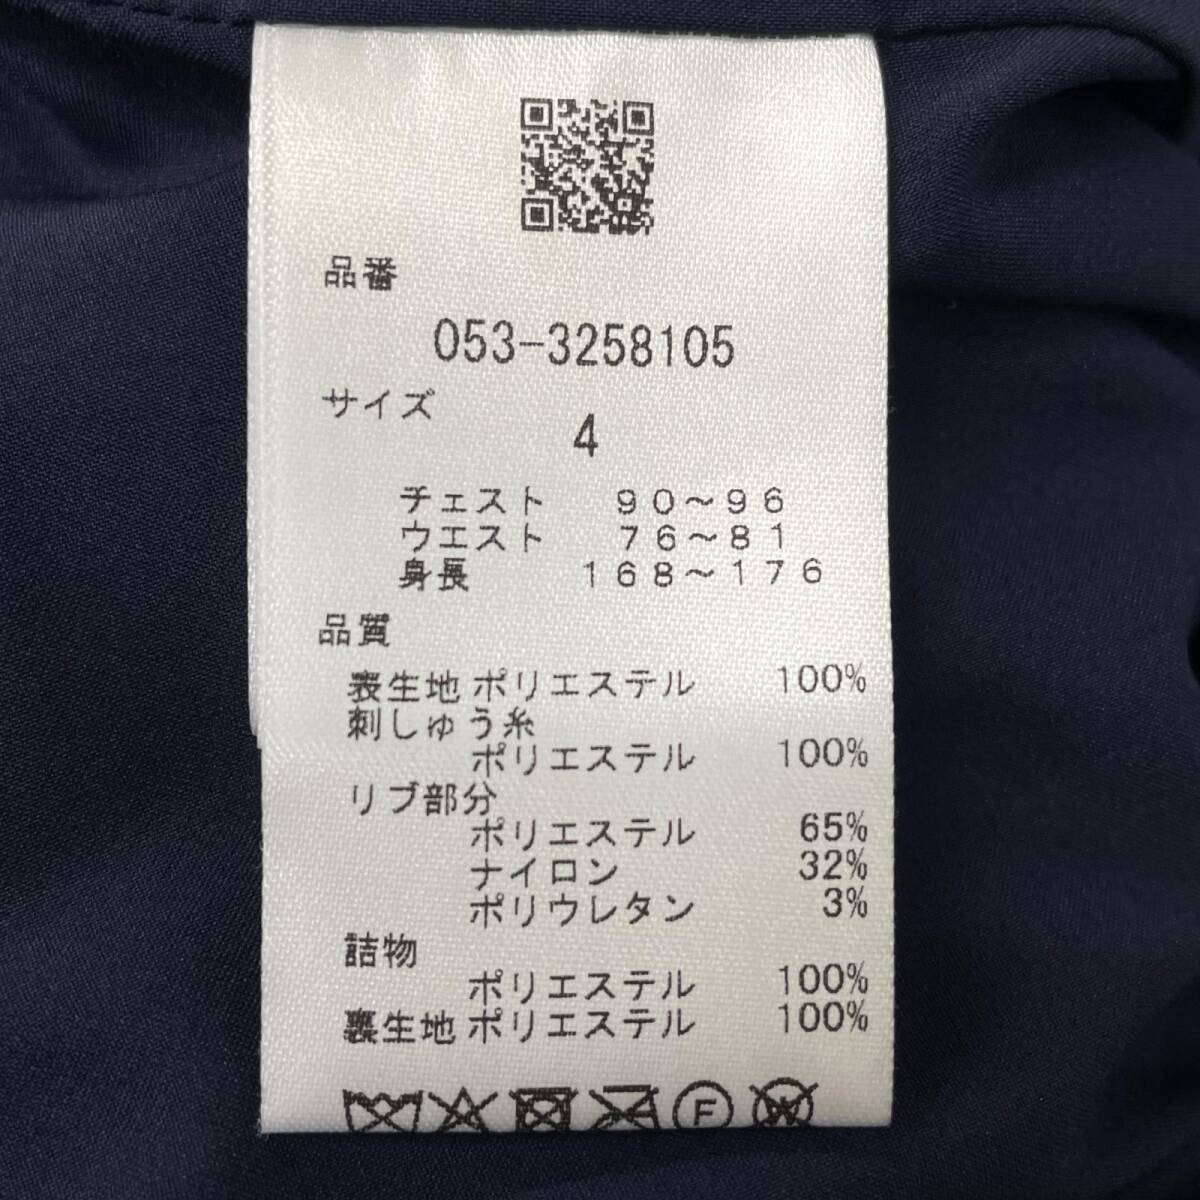 品番
053-3258105
サイズ
4
チェスト 90～96
ウエスト 76～81
身長 168～176
品質
表生地 ポリエステル 100%
刺しゅう糸
ポリエステル 100%
リブ部分
ポリエステル 65%
ナイロン 32%
ポリウレタン 3%
詰物
ポリエステル 100%
裏生地 ポリエステル 100%
F W